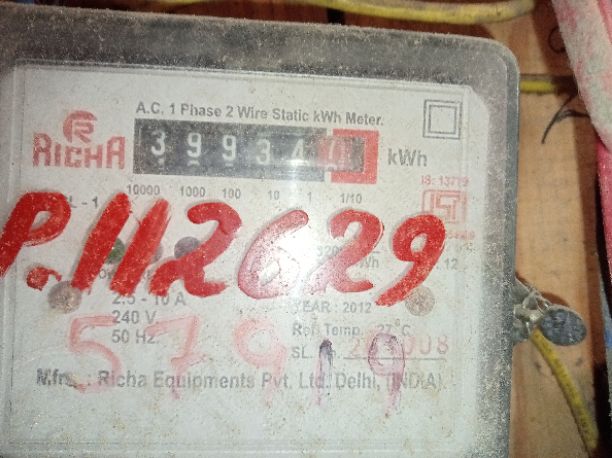 A.C. 1 Phase 2 Wire Static kWh Meter.
RICHA 39934 kWh
10000 1000 100 10 1 1/10
IS: 13779
P.112629
2.5 - 10 A
240 V
50 Hz.
YEAR : 2012
Ref. Temp. 27°C
57919
Mfrs. : Richa Equipments Pvt. Ltd. Delhi, (INDIA).